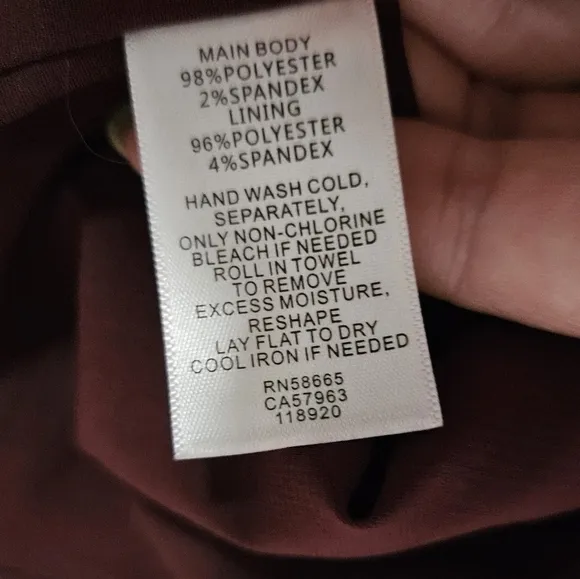 MAIN BODY
98%POLYESTER
2%SPANDEX
LINING
96%POLYESTER
4%SPANDEX
HAND WASH COLD,
SEPARATELY,
ONLY NON-CHLORINE
BLEACH IF NEEDED
ROLL IN TOWEL
TO REMOVE
EXCESS MOISTURE,
RESHAPE
LAY FLAT TO DRY
COOL IRON IF NEEDED
RN58665
CA57963
118920